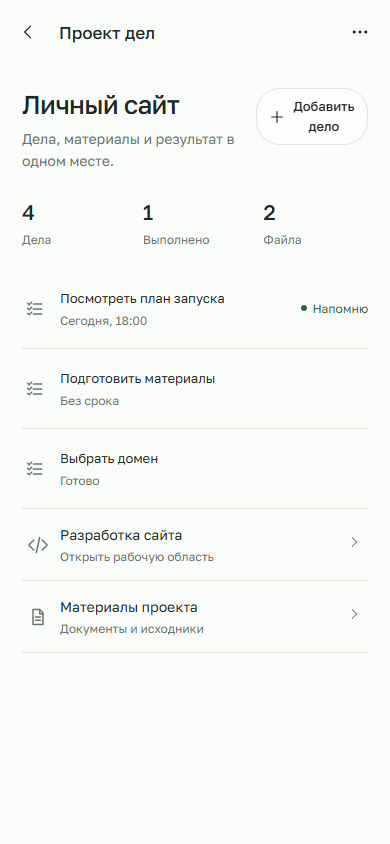 Проект дел
Личный сайт
Добавить
дело
Дела, материалы и результат в
одном месте.
4
1
2
Дела
Выполнено
Файла
Посмотреть план запуска
Сегодня, 18:00
Напомню
Подготовить материалы
Без срока
Выбрать домен
Готово
Разработка сайта
Открыть рабочую область
Материалы проекта
Документы и исходники